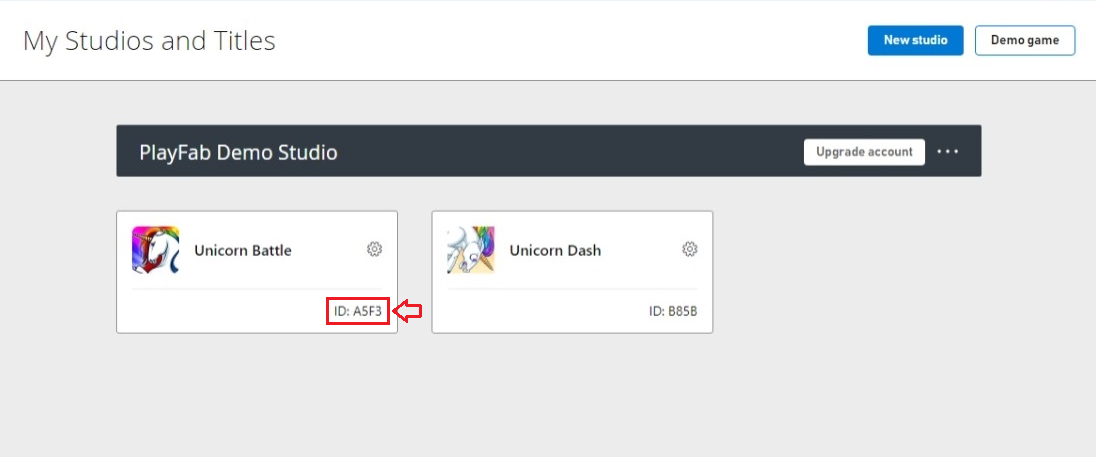 My Studios and Titles
New studio
Demo game
PlayFab Demo Studio
Upgrade account
Unicorn Battle
Unicorn Dash
ID: A5F3
ID: B85B